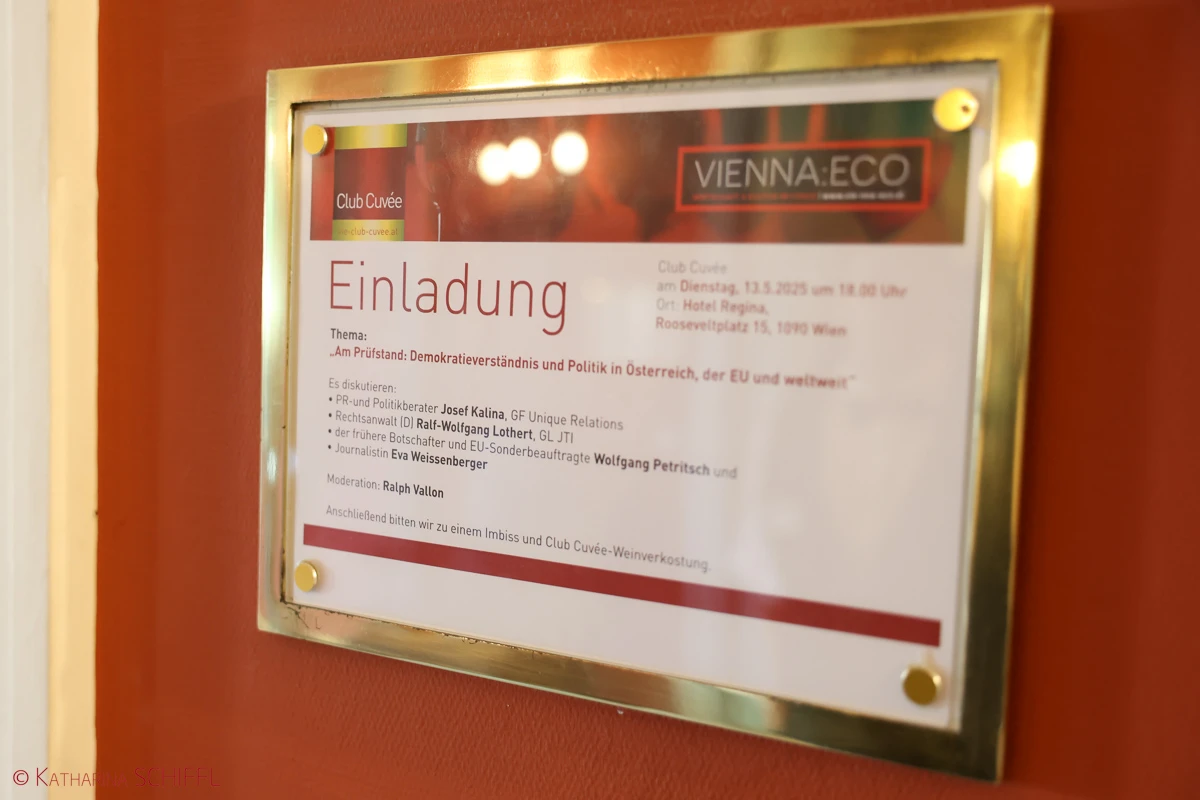 Club Cuvée
VIENNA:ECO
Einladung
Club Cuvée
am Dienstag, 13.5.2025 um 18.00 Uhr
Ort: Hotel Regina,
Rooseveltplatz 15, 1090 Wien
Thema:
„Am Prüfstand: Demokratieverständnis und Politik in Österreich, der EU und weltweit“
Es diskutieren:
• PR-und Politikberater Josef Kalina, GF Unique Relations
• Rechtsanwalt (D) Ralf-Wolfgang Lothert, GL JTI
• der frühere Botschafter und EU-Sonderbeauftragte Wolfgang Petritsch und
• Journalistin Eva Weissenberger
Moderation: Ralph Vallon
Anschließend bitten wir zu einem Imbiss und Club Cuvée-Weinverkostung.
© KATHARINA SCHIFFL